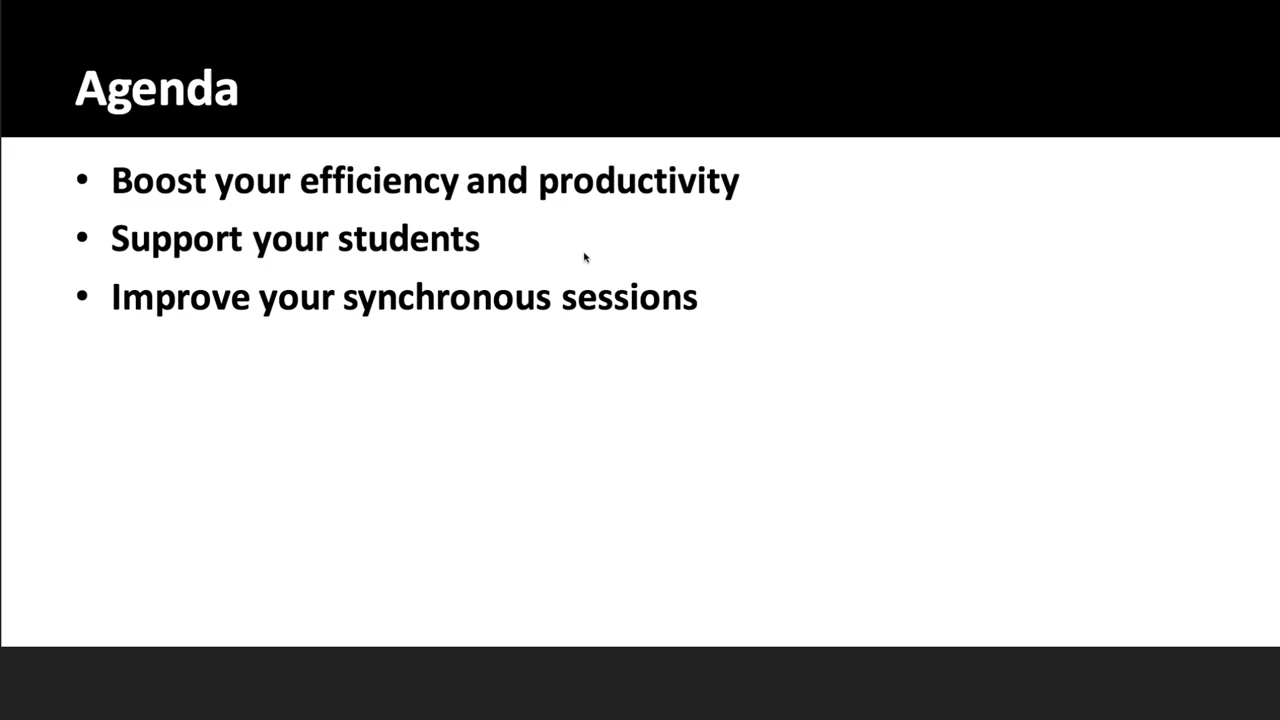 Agenda
• Boost your efficiency and productivity
• Support your students
• Improve your synchronous sessions